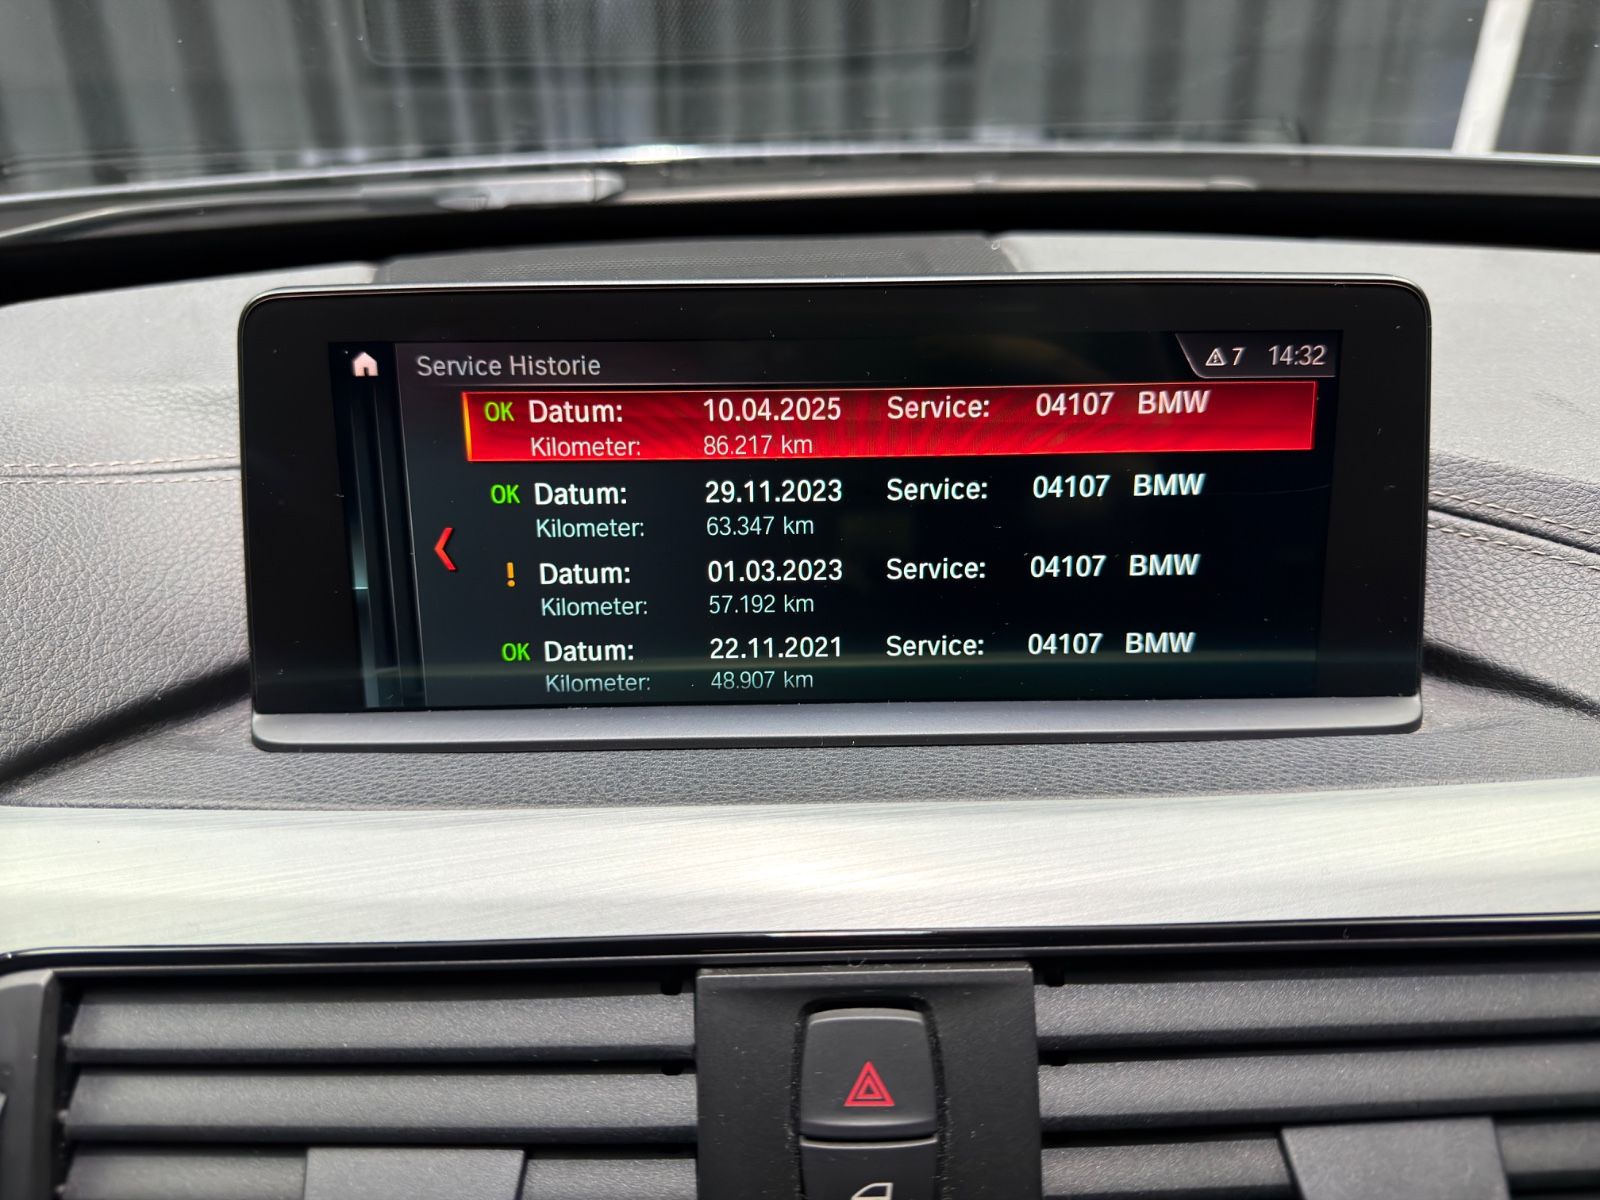 Service Historie 7 14:32
OK Datum: 10.04.2025 Service: 04107 BMW
Kilometer: 86.217 km
OK Datum: 29.11.2023 Service: 04107 BMW
Kilometer: 63.347 km
! Datum: 01.03.2023 Service: 04107 BMW
Kilometer: 57.192 km
OK Datum: 22.11.2021 Service: 04107 BMW
Kilometer: 48.907 km